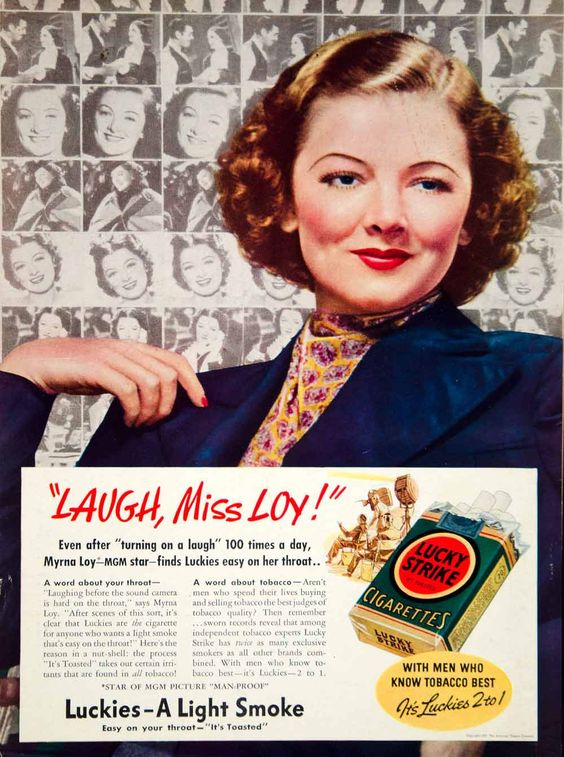 "LAUGH, Miss LOY!"
Even after "turning on a laugh" 100 times a day,
Myrna Loy*–MGM star–finds Luckies easy on her throat..
A word about your throat—
"Laughing before the sound camera
is hard on the throat," says Myrna
Loy. "After scenes of this sort, it's
clear that Luckies are the cigarette
for anyone who wants a light smoke
that's easy on the throat!" Here's the
reason in a nut-shell: the process
"It's Toasted" takes out certain irri-
tants that are found in all tobacco!
A word about tobacco—Aren't
men who spend their lives buying
and selling tobacco the best judges of
tobacco quality? Then remember
...sworn records reveal that among
independent tobacco experts Lucky
Strike has twice as many exclusive
smokers as all other brands com-
bined. With men who know to-
bacco best—it's Luckies—2 to 1.
*STAR OF MGM PICTURE "MAN-PROOF"
Luckies–A Light Smoke
Easy on your throat–"It's Toasted"
LUCKY
STRIKE
"IT'S TOASTED"
CIGARETTES
LUCKY
STRIKE
WITH MEN WHO
KNOW TOBACCO BEST
It's Luckies 2 to 1